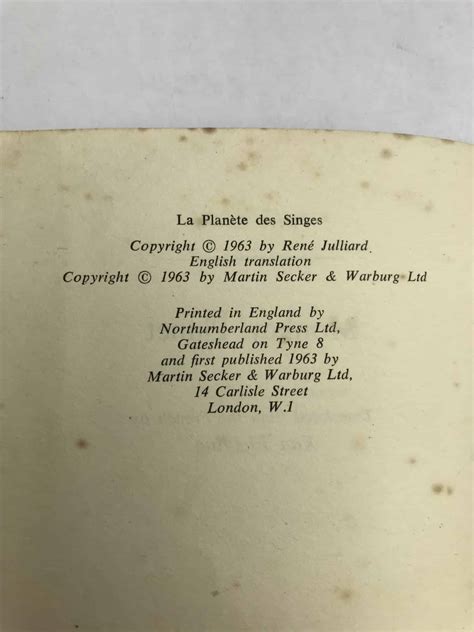 La Planète des Singes
Copyright © 1963 by René Julliard
English translation
Copyright © 1963 by Martin Secker & Warburg Ltd
Printed in England by
Northumberland Press Ltd,
Gateshead on Tyne 8
and first published 1963 by
Martin Secker & Warburg Ltd,
14 Carlisle Street
London, W.1